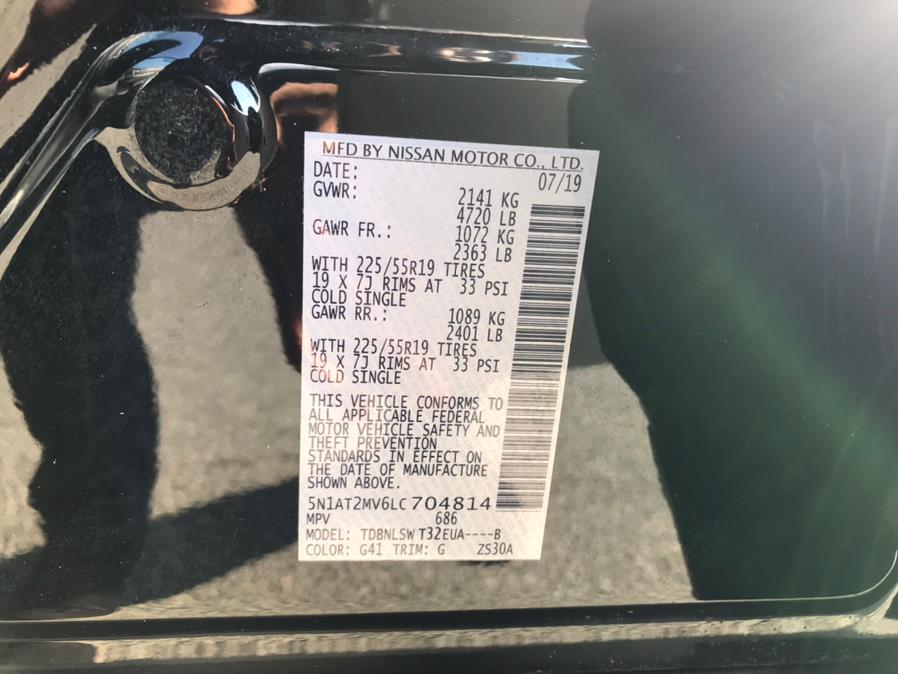 MFD BY NISSAN MOTOR CO., LTD.
DATE: 07/19
GVWR: 2141 KG
4720 LB
GAWR FR.: 1072 KG
2363 LB
WITH 225/55R19 TIRES
19 X 7J RIMS AT 33 PSI
COLD SINGLE
GAWR RR.: 1089 KG
2401 LB
WITH 225/55R19 TIRES
19 X 7J RIMS AT 33 PSI
COLD SINGLE
THIS VEHICLE CONFORMS TO
ALL APPLICABLE FEDERAL
MOTOR VEHICLE SAFETY AND
THEFT PREVENTION
STANDARDS IN EFFECT ON
THE DATE OF MANUFACTURE
SHOWN ABOVE.
5N1AT2MV6LC704814
MPV 686
MODEL: TDBNLSW T32EUA----B
COLOR: G41 TRIM: G ZS30A